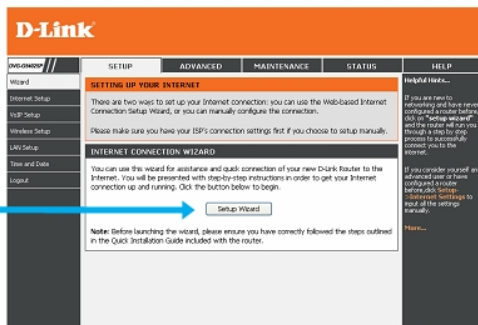 D-Link
DVG-G5402SP
SETUP
ADVANCED
MAINTENANCE
STATUS
HELP
Wizard
Internet Setup
VoIP Setup
Wireless Setup
LAN Setup
Time and Date
Logout
SETTING UP YOUR INTERNET
There are two ways to set up your Internet connection: you can use the Web-based Internet
Connection Setup Wizard, or you can manually configure the connection.
Please make sure you have your ISP's connection settings first if you choose to setup manually.
INTERNET CONNECTION WIZARD
You can use this wizard for assistance and quick connection of your new D-Link Router to the
Internet. You will be presented with step-by-step instructions in order to get your Internet
connection up and running. Click the button below to begin.
Setup Wizard
Note: Before launching the wizard, please ensure you have correctly followed the steps outlined
in the Quick Installation Guide included with the router.
Helpful Hints...
If you are new to
networking and have never
configured a router before,
click on "setup wizard"
and the router will run you
through a step by step
process to successfully
connect you to the
internet.
If you consider yourself an
advanced user or have
configured a router
before,click Setup-
>Internet Settings to
input all the settings
manually.
More...